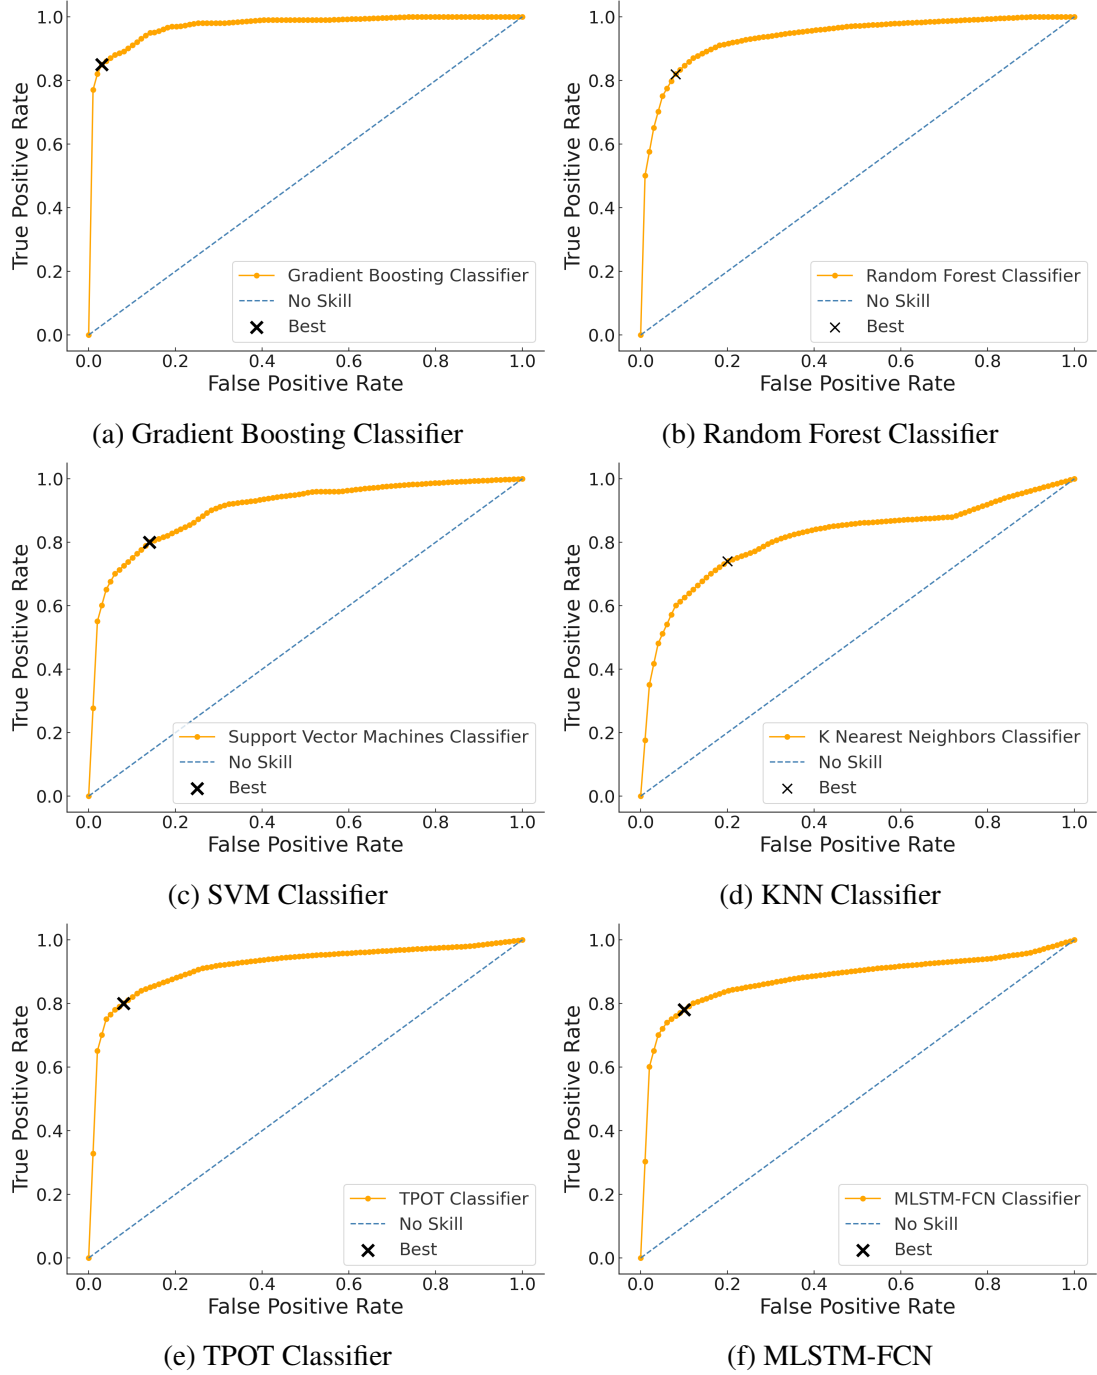 1.0
0.8
0.6
0.4
0.2
0.0
True Positive Rate
Gradient Boosting Classifier
No Skill
Best
0.0 0.2 0.4 0.6 0.8 1.0
False Positive Rate
(a) Gradient Boosting Classifier
1.0
0.8
0.6
0.4
0.2
0.0
True Positive Rate
Random Forest Classifier
No Skill
Best
0.0 0.2 0.4 0.6 0.8 1.0
False Positive Rate
(b) Random Forest Classifier
1.0
0.8
0.6
0.4
0.2
0.0
True Positive Rate
Support Vector Machines Classifier
No Skill
Best
0.0 0.2 0.4 0.6 0.8 1.0
False Positive Rate
(c) SVM Classifier
1.0
0.8
0.6
0.4
0.2
0.0
True Positive Rate
K Nearest Neighbors Classifier
No Skill
Best
0.0 0.2 0.4 0.6 0.8 1.0
False Positive Rate
(d) KNN Classifier
1.0
0.8
0.6
0.4
0.2
0.0
True Positive Rate
TPOT Classifier
No Skill
Best
0.0 0.2 0.4 0.6 0.8 1.0
False Positive Rate
(e) TPOT Classifier
1.0
0.8
0.6
0.4
0.2
0.0
True Positive Rate
MLSTM-FCN Classifier
No Skill
Best
0.0 0.2 0.4 0.6 0.8 1.0
False Positive Rate
(f) MLSTM-FCN